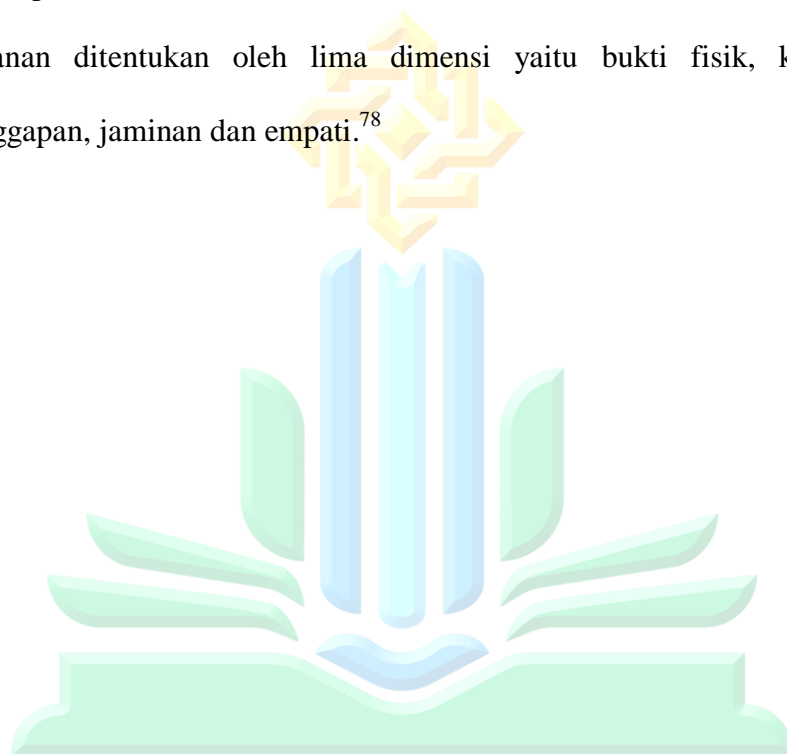 anan ditentukan oleh lima dimensi yaitu bukti fisik, k
ggapan, jaminan dan empati.78